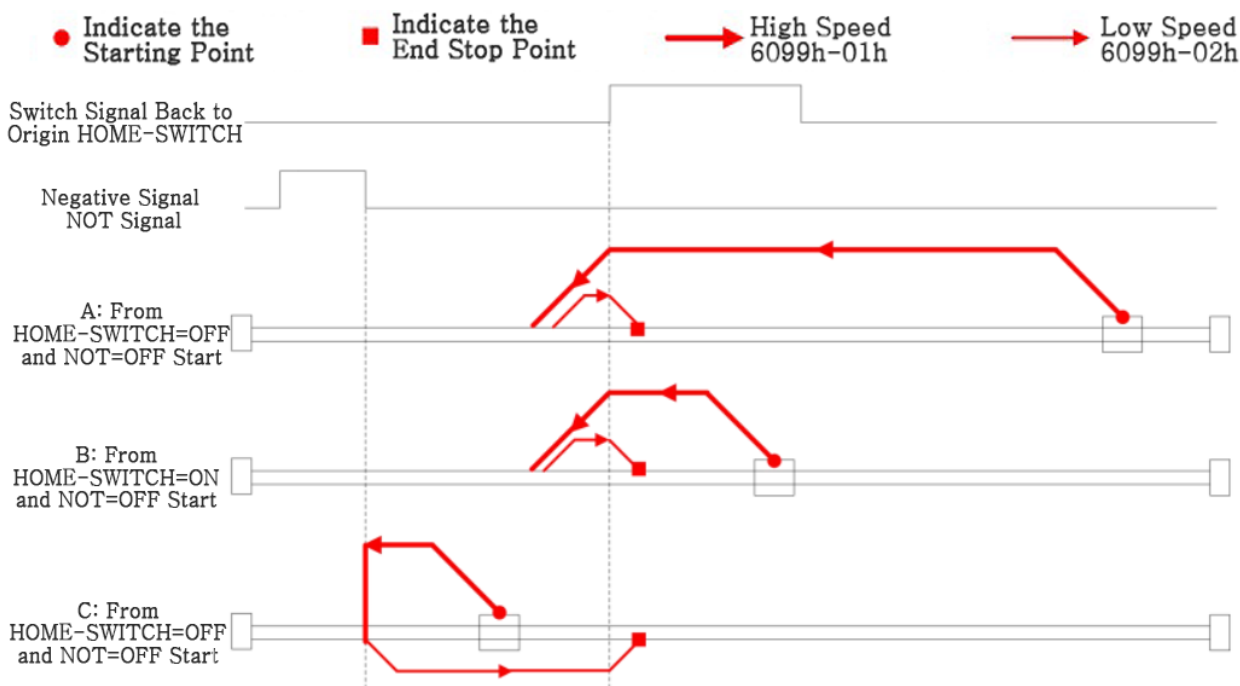 Indicate the
Starting Point
Indicate the
End Stop Point
High Speed
6099h-01h
Low Speed
6099h-02h
Switch Signal Back to
Origin HOME-SWITCH
Negative Signal
NOT Signal
A: From
HOME-SWITCH=OFF
and NOT=OFF Start
B: From
HOME-SWITCH=ON
and NOT=OFF Start
C: From
HOME-SWITCH=OFF
and NOT=OFF Start